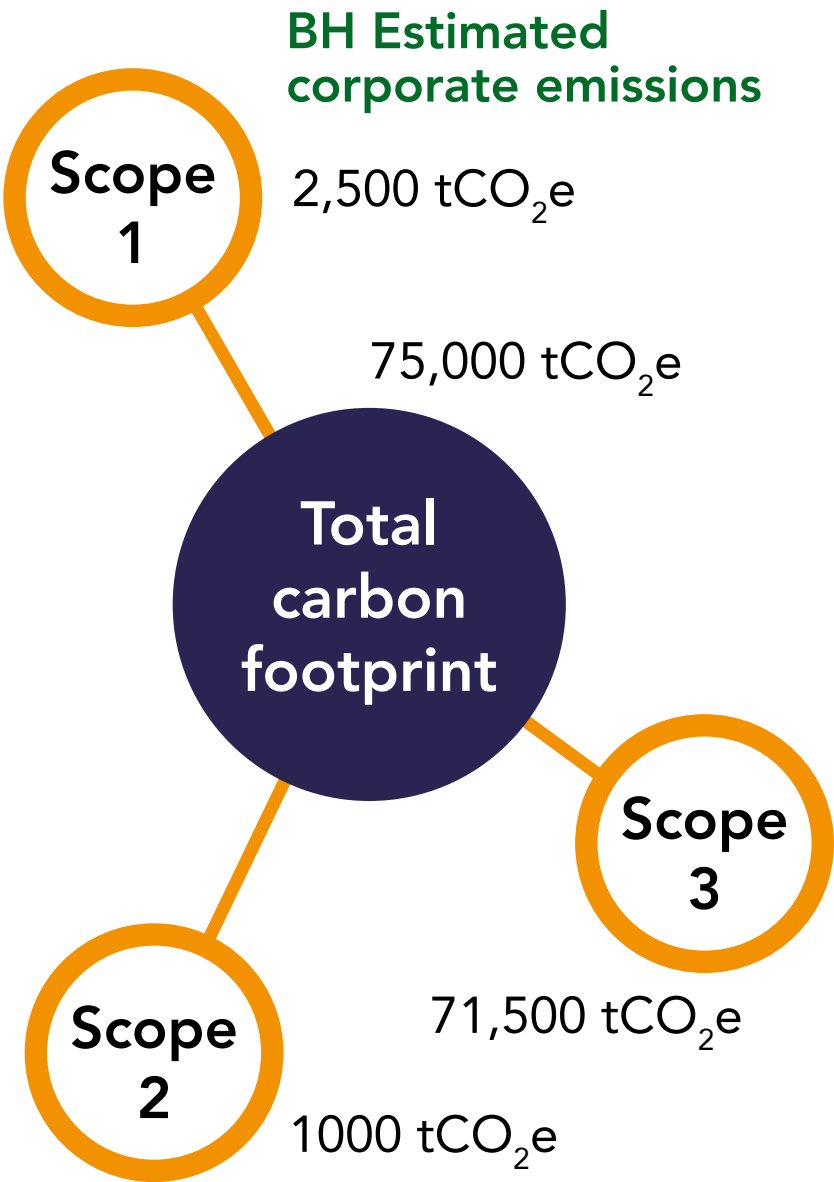 BH Estimated
corporate emissions
Scope
1
2,500 tCO₂e
75,000 tCO₂e
Total
carbon
footprint
Scope
3
71,500 tCO₂e
Scope
2
1000 tCO₂e